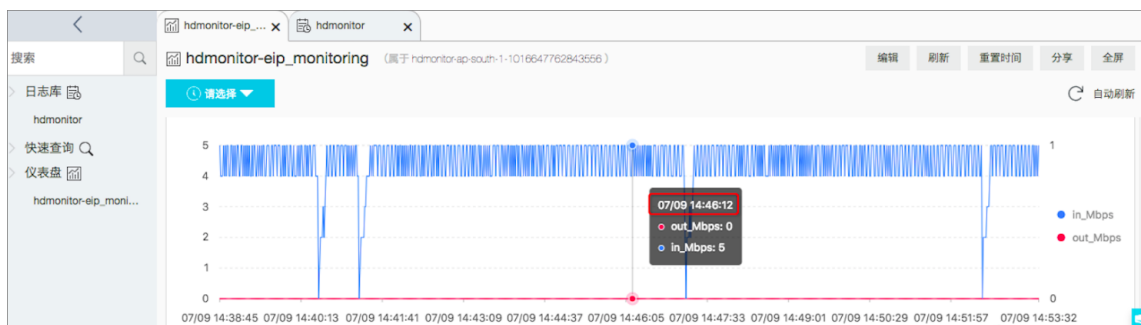 hdmonitor-eip_... ×
hdmonitor ×
搜索
hdmonitor-eip_monitoring （属于 hdmonitor-ap-south-1-1016647762843556 ）
编辑 刷新 重置时间 分享 全屏
日志库
请选择
自动刷新
hdmonitor
快速查询
仪表盘
hdmonitor-eip_moni...
5
4
3
2
1
0
1
0
07/09 14:46:12
out_Mbps: 0
in_Mbps: 5
in_Mbps
out_Mbps
07/09 14:38:45 07/09 14:40:13 07/09 14:41:41 07/09 14:43:09 07/09 14:44:37 07/09 14:46:05 07/09 14:47:33 07/09 14:49:01 07/09 14:50:29 07/09 14:51:57 07/09 14:53:32